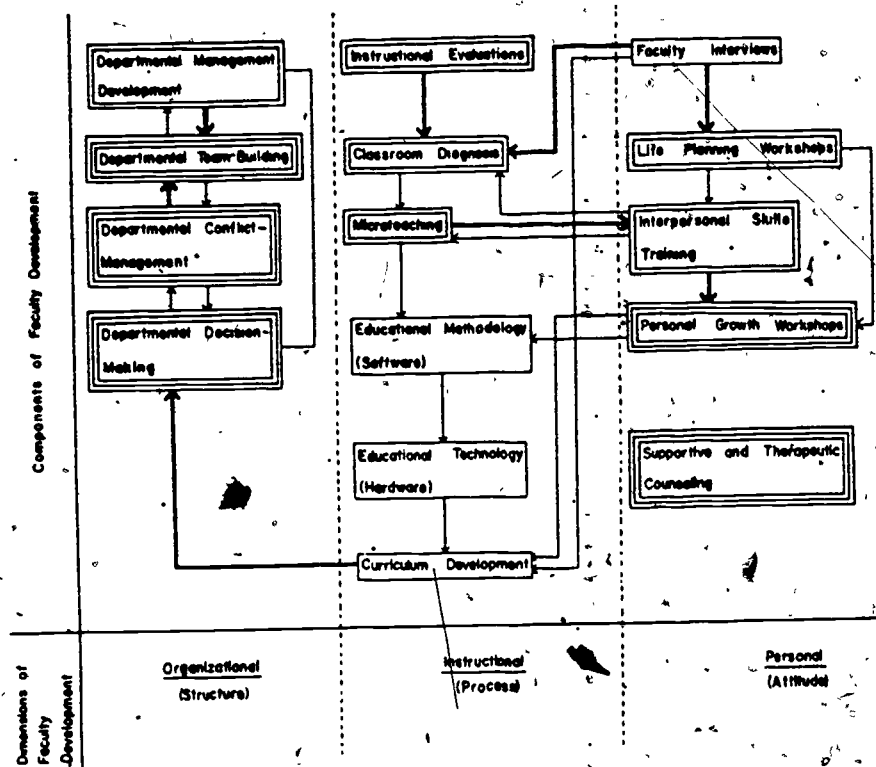 Components of Faculty Development
Departmental Management
Development
Departmental Team-Building
Departmental Conflict-
Management
Departmental Decision-
Making
Instructional Evaluations
Classroom Diagnosis
Microteaching
Educational Methodology
(Software)
Educational Technology
(Hardware)
Curriculum Development
Faculty Interviews
Life Planning Workshops
Interpersonal Skills
Training
Personal Growth Workshops
Supportive and Therapeutic
Counseling
Dimensions of
Faculty
Development
Organizational
(Structure)
Instructional
(Process)
Personal
(Attitude)